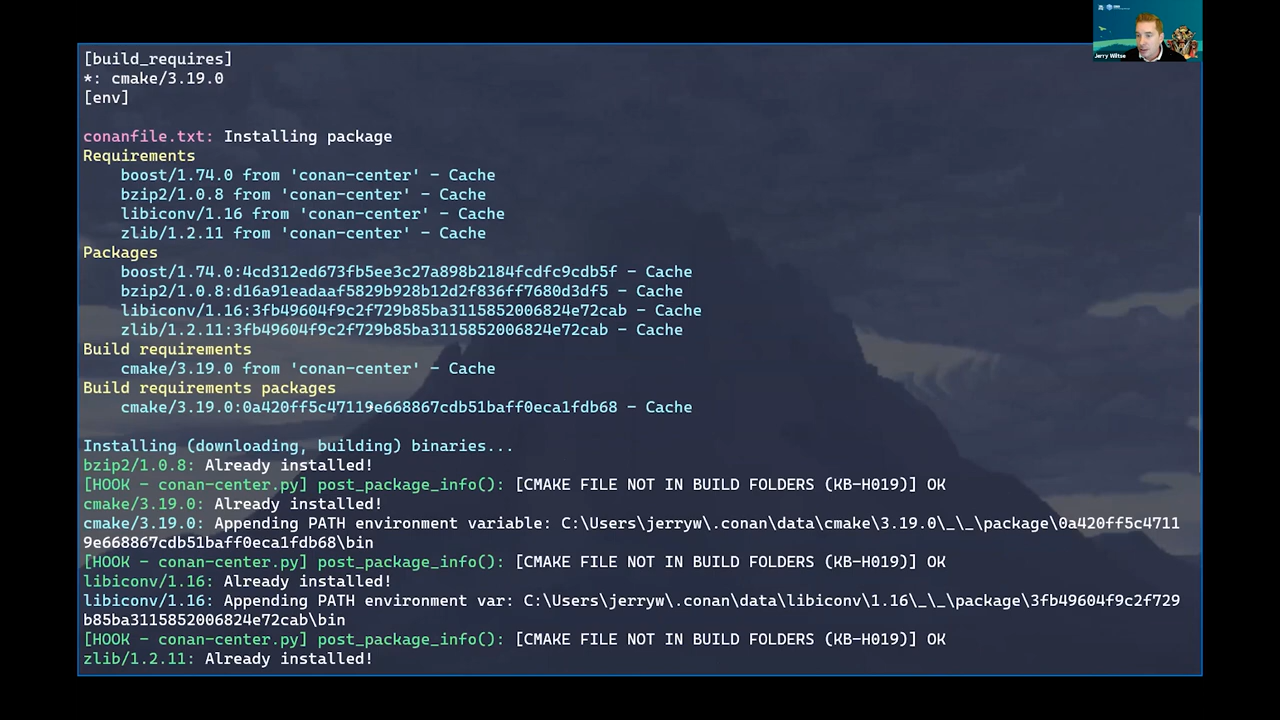 [build_requires]
*: cmake/3.19.0
[env]
conanfile.txt: Installing package
Requirements
boost/1.74.0 from 'conan-center' - Cache
bzip2/1.0.8 from 'conan-center' - Cache
libiconv/1.16 from 'conan-center' - Cache
zlib/1.2.11 from 'conan-center' - Cache
Packages
boost/1.74.0:4cd312ed673fb5ee3c27a898b2184fcdfc9cdb5f - Cache
bzip2/1.0.8:d16a91eadaaf5829b928b12d2f836ff7680d3df5 - Cache
libiconv/1.16:3fb49604f9c2f729b85ba3115852006824e72cab - Cache
zlib/1.2.11:3fb49604f9c2f729b85ba3115852006824e72cab - Cache
Build requirements
cmake/3.19.0 from 'conan-center' - Cache
Build requirements packages
cmake/3.19.0:0a420ff5c47119e668867cdb51baff0eca1fdb68 - Cache
Installing (downloading, building) binaries...
bzip2/1.0.8: Already installed!
[HOOK - conan-center.py] post_package_info(): [CMAKE FILE NOT IN BUILD FOLDERS (KB-H019)] OK
cmake/3.19.0: Already installed!
cmake/3.19.0: Appending PATH environment variable: C:\Users\jerryw\.conan\data\cmake\3.19.0\_\_\package\0a420ff5c4711
9e668867cdb51baff0eca1fdb68\bin
[HOOK - conan-center.py] post_package_info(): [CMAKE FILE NOT IN BUILD FOLDERS (KB-H019)] OK
libiconv/1.16: Already installed!
libiconv/1.16: Appending PATH environment var: C:\Users\jerryw\.conan\data\libiconv\1.16\_\_\package\3fb49604f9c2f729
b85ba3115852006824e72cab\bin
[HOOK - conan-center.py] post_package_info(): [CMAKE FILE NOT IN BUILD FOLDERS (KB-H019)] OK
zlib/1.2.11: Already installed!
Jerry Wiltse